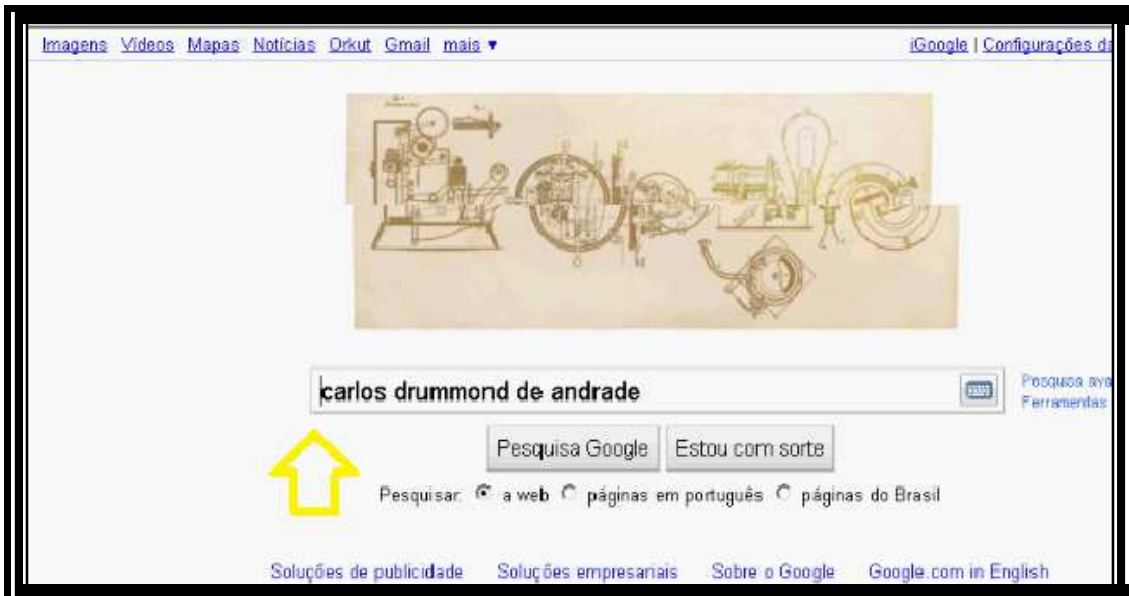 Imagens Vídeos Mapas Notícias Orkut Gmail mais ▼ iGoogle | Configurações da
carlos drummond de andrade Pesquisa ava
Ferramentas
Pesquisa Google Estou com sorte
Pesquisar: a web páginas em português páginas do Brasil
Soluções de publicidade Soluções empresariais Sobre o Google Google.com in English